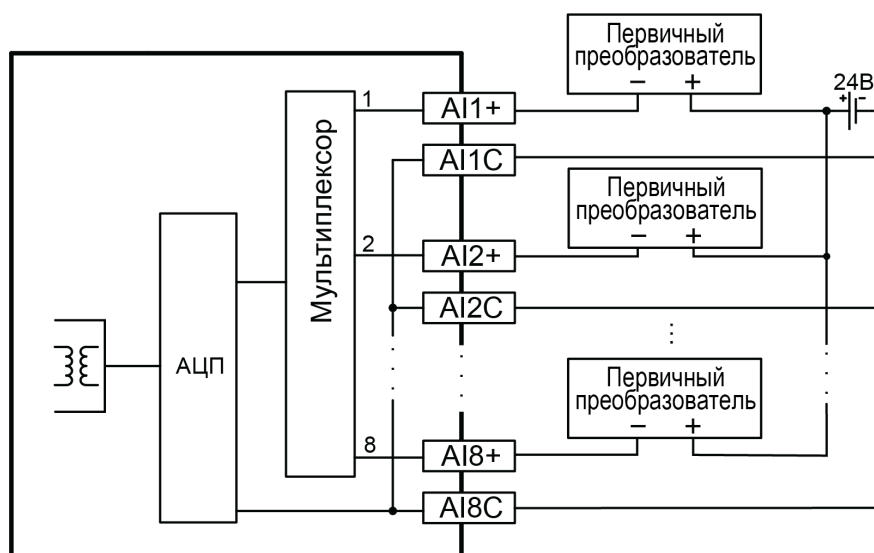 Первичный
преобразователь
− +
24В
+ -
1
AI1+
AI1C
Мультиплексор
Первичный
преобразователь
− +
2
AI2+
AI2C
АЦП
Первичный
преобразователь
− +
8
AI8+
AI8C